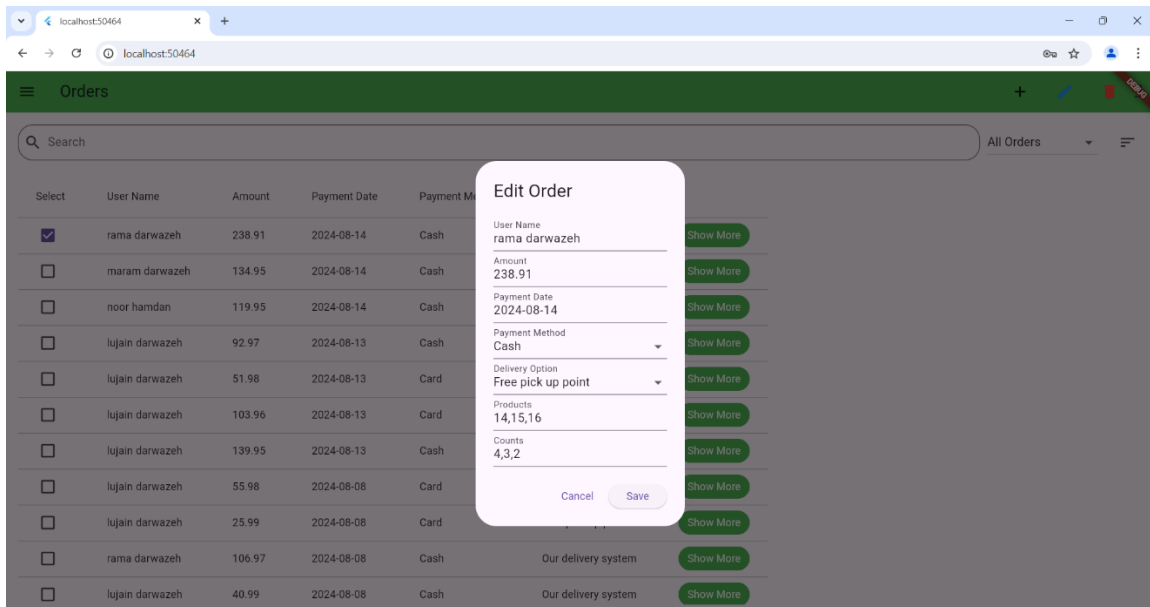 localhost:50464
localhost:50464
DEBUG
Orders
Search
All Orders
Select User Name Amount Payment Date Payment Me
rama darwazeh 238.91 2024-08-14 Cash Show More
maram darwazeh 134.95 2024-08-14 Cash Show More
noor hamdan 119.95 2024-08-14 Cash Show More
lujain darwazeh 92.97 2024-08-13 Cash Show More
lujain darwazeh 51.98 2024-08-13 Card Show More
lujain darwazeh 103.96 2024-08-13 Card Show More
lujain darwazeh 139.95 2024-08-13 Cash Show More
lujain darwazeh 55.98 2024-08-08 Card Show More
lujain darwazeh 25.99 2024-08-08 Card Show More
rama darwazeh 106.97 2024-08-08 Cash Our delivery system Show More
lujain darwazeh 40.99 2024-08-08 Cash Our delivery system Show More
Edit Order
User Name
rama darwazeh
Amount
238.91
Payment Date
2024-08-14
Payment Method
Cash
Delivery Option
Free pick up point
Products
14,15,16
Counts
4,3,2
Cancel Save